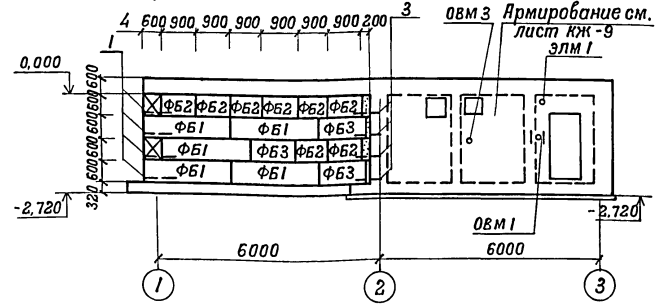 4 600 900 900 900 900 900 900 200 3 ОВМ 3 Армирование см.
лист КЖ-9
ЭЛМ 1
1
0,000
600
600
600
600
600
320
ФБ2 ФБ2 ФБ2 ФБ2 ФБ2 ФБ2
ФБ1 ФБ1 ФБ3
ФБ1 ФБ3 ФБ2 ФБ2
ФБ1 ФБ1 ФБ3
-2,720 ОВМ 1 -2,720
6000 6000
1 2 3